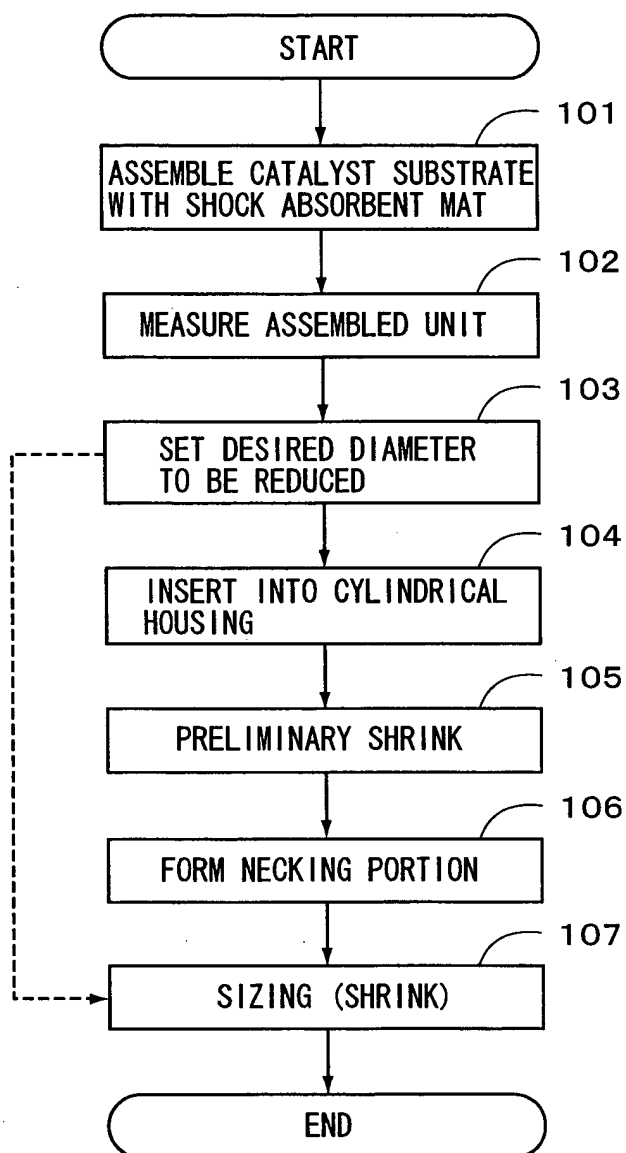 START
101
ASSEMBLE CATALYST SUBSTRATE
WITH SHOCK ABSORBENT MAT
102
MEASURE ASSEMBLED UNIT
103
SET DESIRED DIAMETER
TO BE REDUCED
104
INSERT INTO CYLINDRICAL
HOUSING
105
PRELIMINARY SHRINK
106
FORM NECKING PORTION
107
SIZING (SHRINK)
END